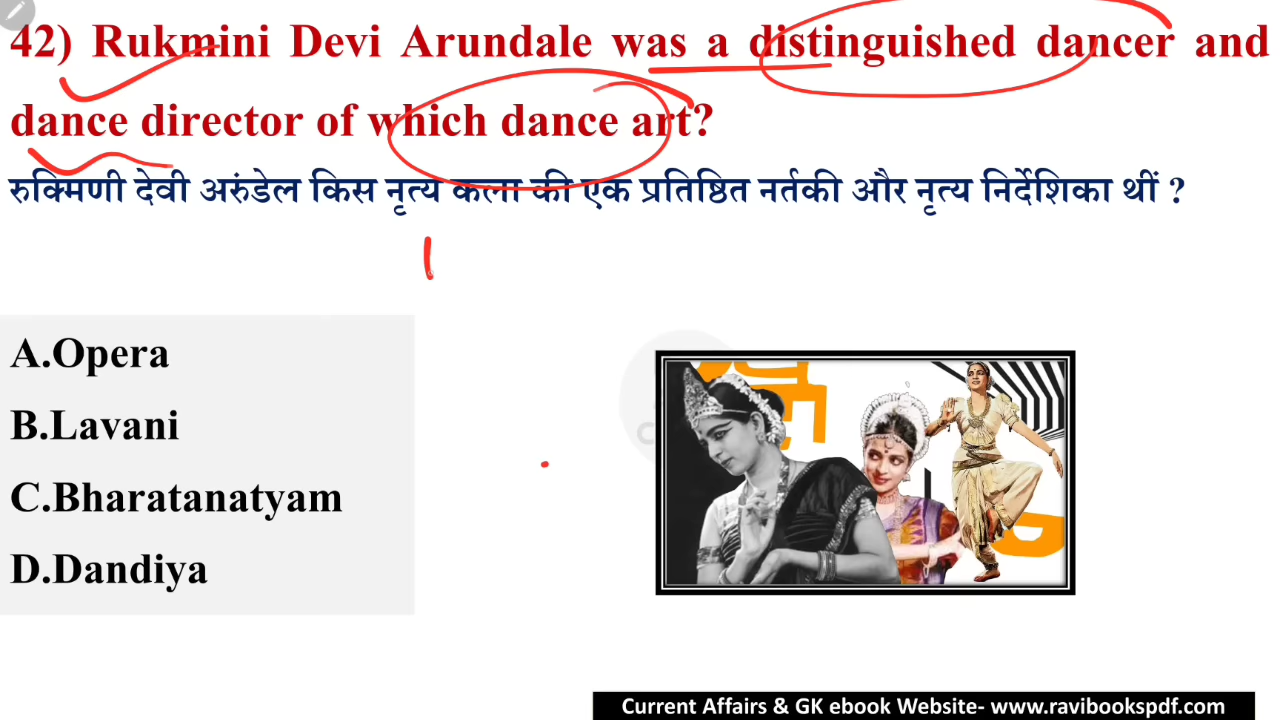 42) Rukmini Devi Arundale was a distinguished dancer and
dance director of which dance art?
रुक्मिणी देवी अरुंडेल किस नृत्य कला की एक प्रतिष्ठित नर्तकी और नृत्य निर्देशिका थीं ?
A.Opera
B.Lavani
C.Bharatanatyam
D.Dandiya
Current Affairs & GK ebook Website- www.ravibookspdf.com